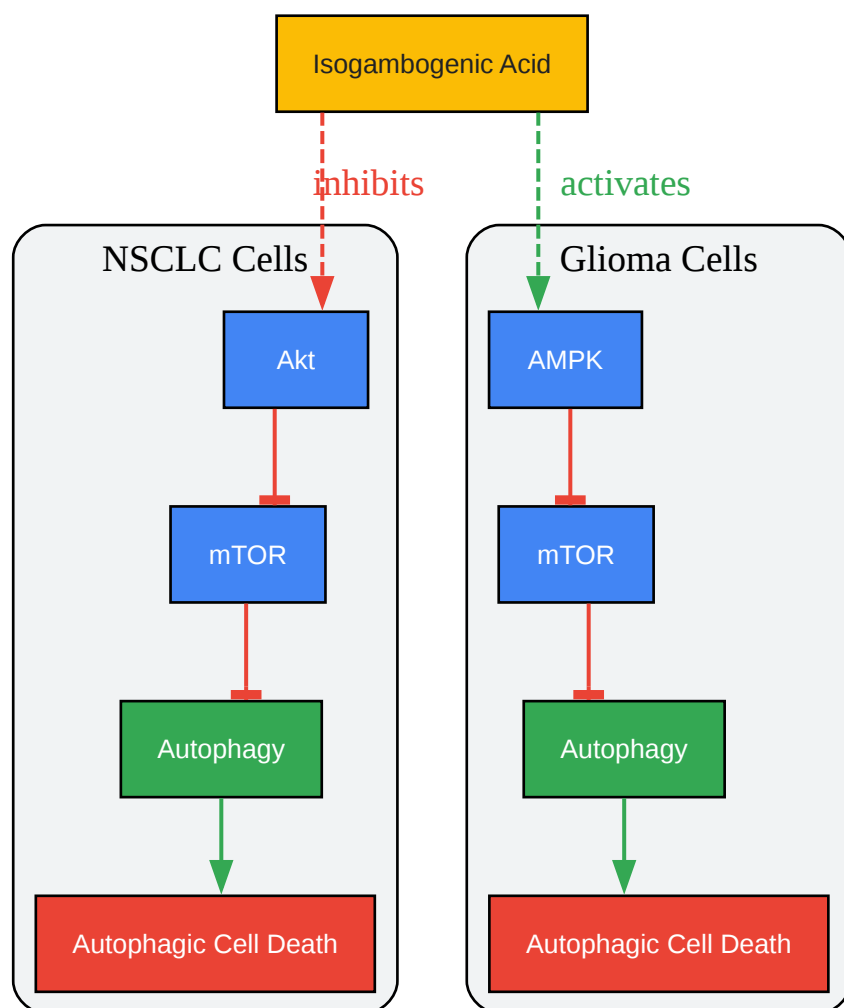 Isogambogenic Acid
inhibits
activates
NSCLC Cells
Glioma Cells
Akt
AMPK
mTOR
mTOR
Autophagy
Autophagy
Autophagic Cell Death
Autophagic Cell Death